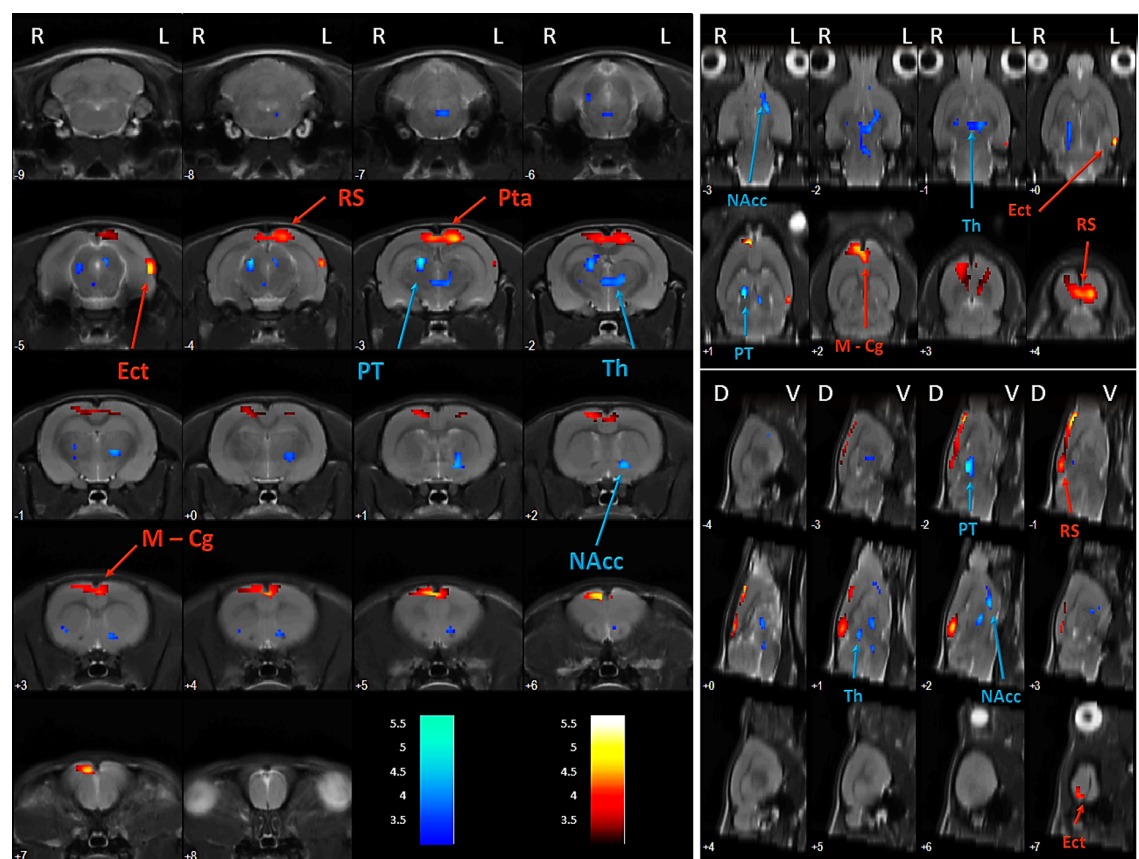 R L R L R L R L
-9 -8 -7 -6
RS Pta
-5 -4 -3 -2
Ect PT Th
-1 +0 +1 +2
M – Cg NAcc
+3 +4 +5 +6
5.5 5.5
5 5
4.5 4.5
4 4
3.5 3.5
+7 +8
R L R L R L R L
-3 -2 -1 +0
NAcc Th Ect
RS
+1 +2 +3 +4
PT M - Cg
D V D V D V D V
-4 -3 -2 -1
PT RS
+0 +1 +2 +3
Th NAcc
+4 +5 +6 +7
Ect